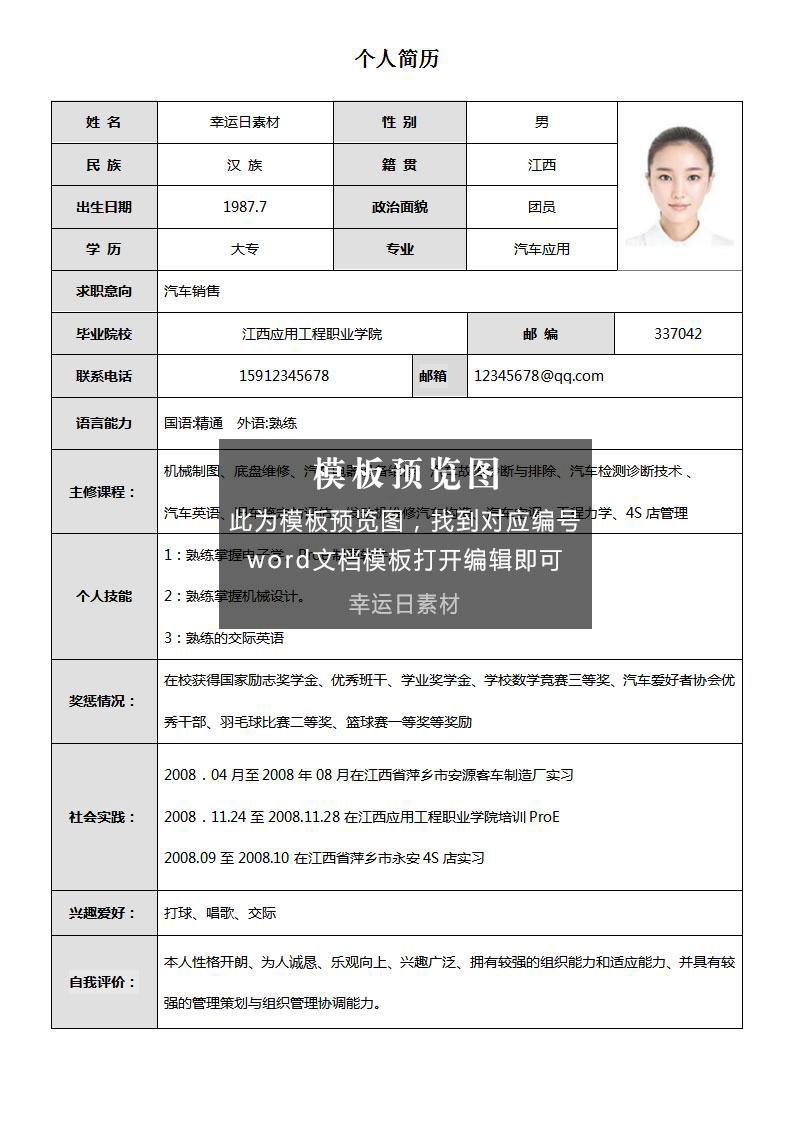 个人简历
姓 名 幸运日素材 性 别 男
民 族 汉 族 籍 贯 江西
出生日期 1987.7 政治面貌 团员
学 历 大专 专业 汽车应用
求职意向 汽车销售
毕业院校 江西应用工程职业学院 邮 编 337042
联系电话 15912345678 邮箱 12345678@qq.com
语言能力 国语:精通 外语:熟练
主修课程：
机械制图、底盘维修、汽
断与排除、汽车检测诊断技术、
汽车英语、
力学、4S 店管理
模板预览图
此为模板预览图，找到对应编号
word文档模板打开编辑即可
幸运日素材
个人技能
1：熟练掌握电子学、ProE
2：熟练掌握机械设计。
3：熟练的交际英语
奖惩情况：
在校获得国家励志奖学金、优秀班干、学业奖学金、学校数学竞赛三等奖、汽车爱好者协会优
秀干部、羽毛球比赛二等奖、篮球赛一等奖等奖励
社会实践：
2008．04 月至 2008 年 08 月在江西省萍乡市安源客车制造厂实习
2008．11.24 至 2008.11.28 在江西应用工程职业学院培训 ProE
2008.09 至 2008.10 在江西省萍乡市永安 4S 店实习
兴趣爱好： 打球、唱歌、交际
自我评价：
本人性格开朗、为人诚恳、乐观向上、兴趣广泛、拥有较强的组织能力和适应能力、并具有较
强的管理策划与组织管理协调能力。